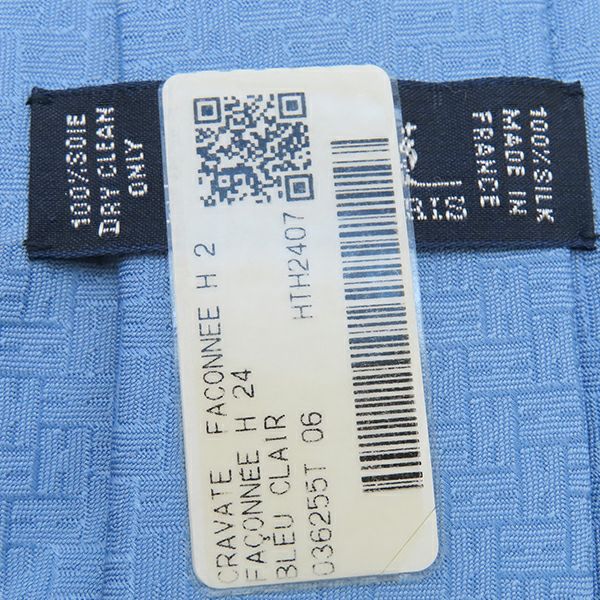 CRAVATE FACONNEE H 2
FAÇONNÉE H 24
BLEU CLAIR
036255T 06
HTH2407
100% SOIE
DRY CLEAN
ONLY
100% SILK
MADE IN
FRANCE